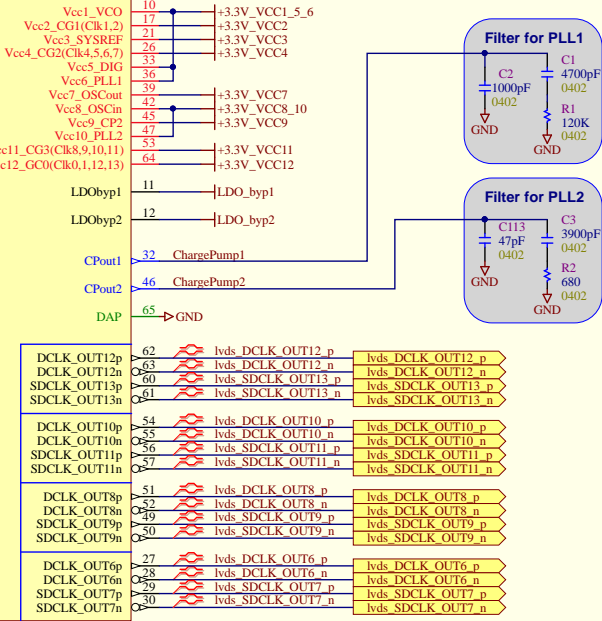 Vcc1_VCO 10 +3.3V_VCC1_5_6
Vcc2_CG1(Clk1,2) 17 +3.3V_VCC2
Vcc3_SYSREF 21 +3.3V_VCC3
Vcc4_CG2(Clk4,5,6,7) 26 +3.3V_VCC4
Vcc5_DIG 33
Vcc6_PLL1 36
Vcc7_OSCout 39 +3.3V_VCC7
Vcc8_OSCin 42 +3.3V_VCC8_10
Vcc9_CP2 45 +3.3V_VCC9
Vcc10_PLL2 47
cc11_CG3(Clk8,9,10,11) 53 +3.3V_VCC11
c12_GC0(Clk0,1,12,13) 64 +3.3V_VCC12
LDObyp1 11 LDO_byp1
LDObyp2 12 LDO_byp2
CPout1 32 ChargePump1
CPout2 46 ChargePump2
DAP 65 GND
Filter for PLL1
C2
1000pF
0402
GND
C1
4700pF
0402
R1
120K
0402
GND
Filter for PLL2
C113
47pF
0402
GND
C3
3900pF
0402
R2
680
0402
GND
DCLK_OUT12p 62 lvds_DCLK_OUT12_p lvds_DCLK_OUT12_p
DCLK_OUT12n 63 lvds_DCLK_OUT12_n lvds_DCLK_OUT12_n
SDCLK_OUT13p 60 lvds_SDCLK_OUT13_p lvds_SDCLK_OUT13_p
SDCLK_OUT13n 61 lvds_SDCLK_OUT13_n lvds_SDCLK_OUT13_n
DCLK_OUT10p 54 lvds_DCLK_OUT10_p lvds_DCLK_OUT10_p
DCLK_OUT10n 55 lvds_DCLK_OUT10_n lvds_DCLK_OUT10_n
SDCLK_OUT11p 56 lvds_SDCLK_OUT11_p lvds_SDCLK_OUT11_p
SDCLK_OUT11n 57 lvds_SDCLK_OUT11_n lvds_SDCLK_OUT11_n
DCLK_OUT8p 51 lvds_DCLK_OUT8_p lvds_DCLK_OUT8_p
DCLK_OUT8n 52 lvds_DCLK_OUT8_n lvds_DCLK_OUT8_n
SDCLK_OUT9p 49 lvds_SDCLK_OUT9_p lvds_SDCLK_OUT9_p
SDCLK_OUT9n 50 lvds_SDCLK_OUT9_n lvds_SDCLK_OUT9_n
DCLK_OUT6p 27 lvds_DCLK_OUT6_p lvds_DCLK_OUT6_p
DCLK_OUT6n 28 lvds_DCLK_OUT6_n lvds_DCLK_OUT6_n
SDCLK_OUT7p 29 lvds_SDCLK_OUT7_p lvds_SDCLK_OUT7_p
SDCLK_OUT7n 30 lvds_SDCLK_OUT7_n lvds_SDCLK_OUT7_n